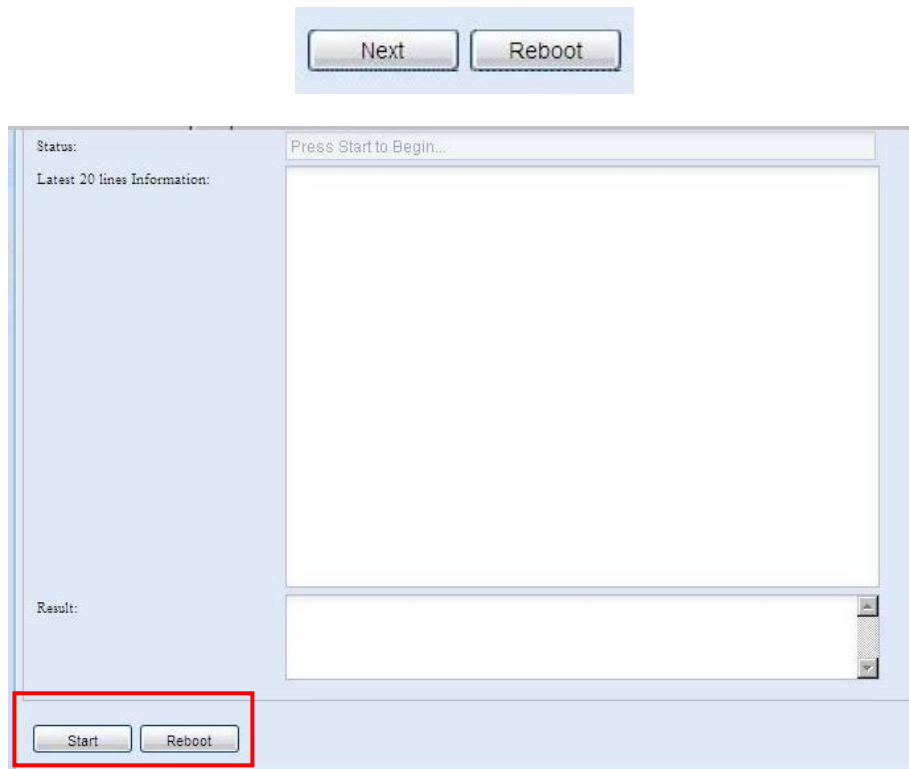 Next Reboot
Status: Press Start to Begin...
Latest 20 lines Information:
Result:
Start Reboot